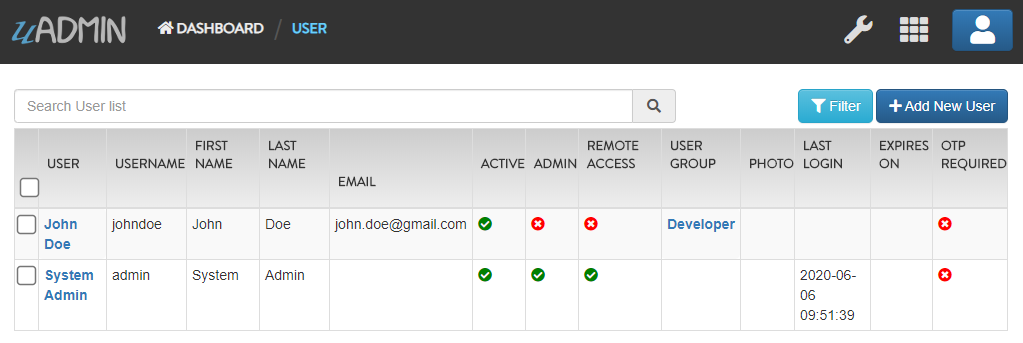 uADMIN
DASHBOARD / USER
Search User list
Filter
Add New User
USER
USERNAME
FIRST
NAME
LAST
NAME
EMAIL
ACTIVE
ADMIN
REMOTE
ACCESS
USER
GROUP
PHOTO
LAST
LOGIN
EXPIRES
ON
OTP
REQUIRED
John
Doe
johndoe
John
Doe
john.doe@gmail.com
Developer
System
Admin
admin
System
Admin
2020-06-
06
09:51:39